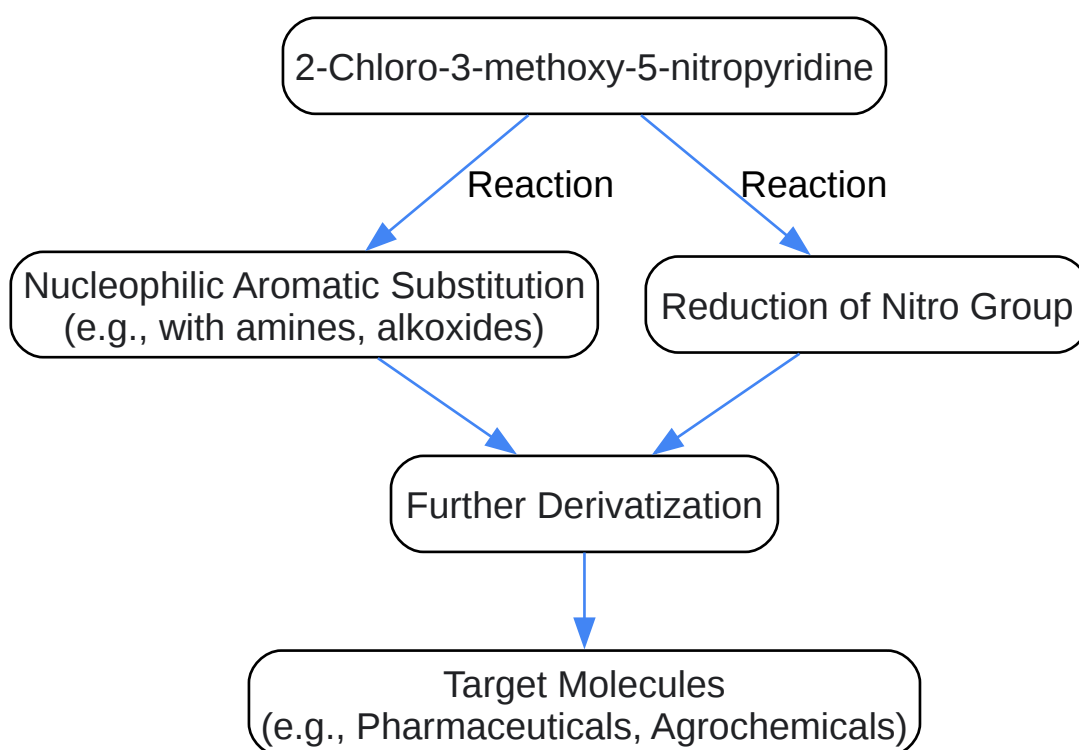 2-Chloro-3-methoxy-5-nitropyridine
Reaction
Reaction
Nucleophilic Aromatic Substitution
(e.g., with amines, alkoxides)
Reduction of Nitro Group
Further Derivatization
Target Molecules
(e.g., Pharmaceuticals, Agrochemicals)